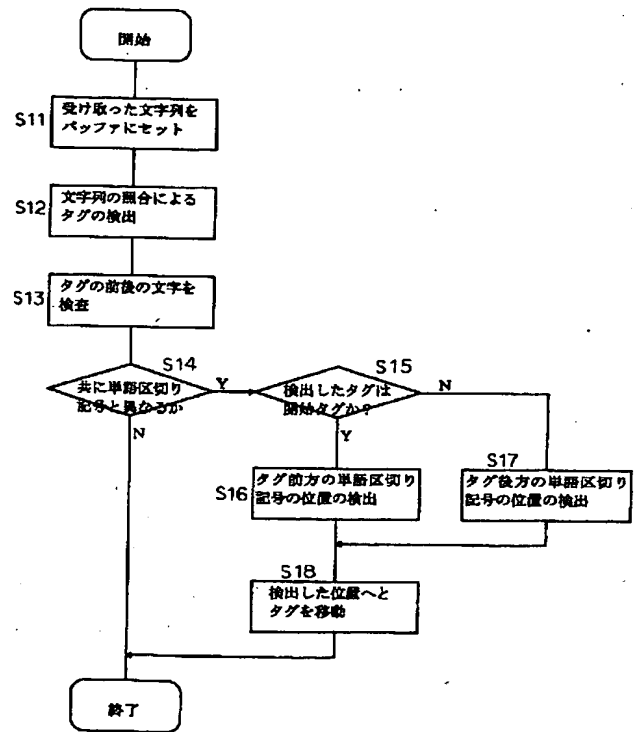 開始
S11
受け取った文字列を
バッファにセット
S12
文字列の照合による
タグの検出
S13
タグの前後の文字を
検査
S14
共に単語区切り
記号と異なるか
Y
N
S15
検出したタグは
開始タグか?
N
Y
S16
タグ前方の単語区切り
記号の位置の検出
S17
タグ後方の単語区切り
記号の位置の検出
S18
検出した位置へと
タグを移動
終了